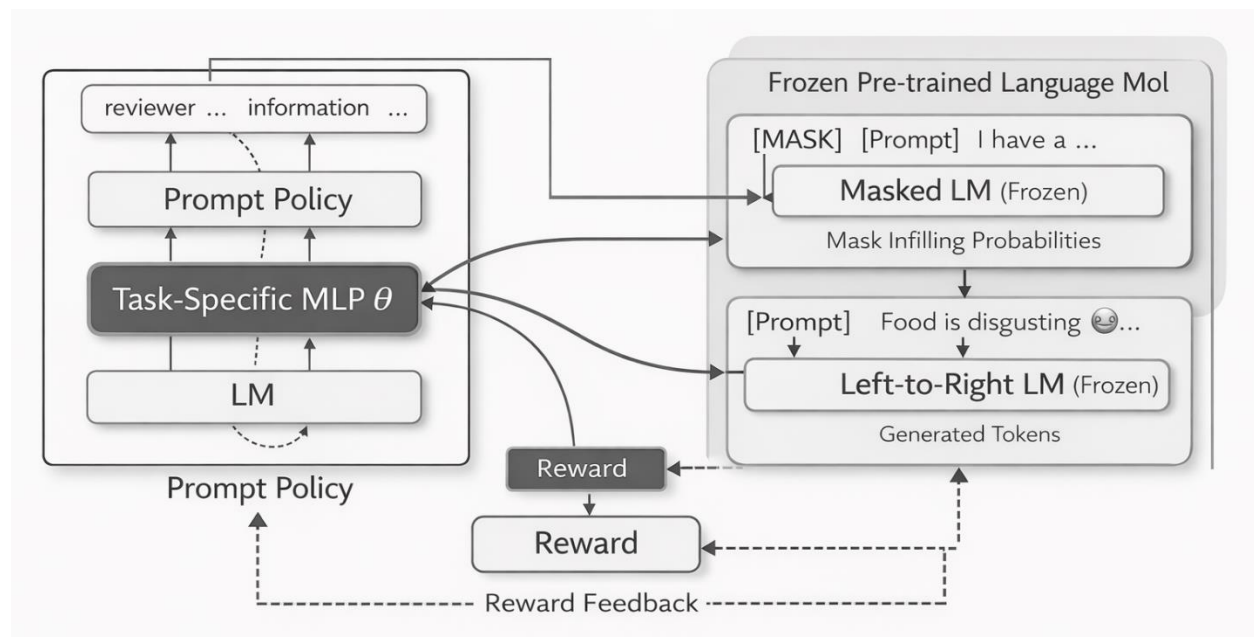 reviewer ... information ...
Prompt Policy
Task-Specific MLP θ
LM
Prompt Policy
Frozen Pre-trained Language Mol
[MASK] [Prompt] I have a ...
Masked LM (Frozen)
Mask Infilling Probabilities
[Prompt] Food is disgusting ...
Left-to-Right LM (Frozen)
Generated Tokens
Reward
Reward
Reward Feedback